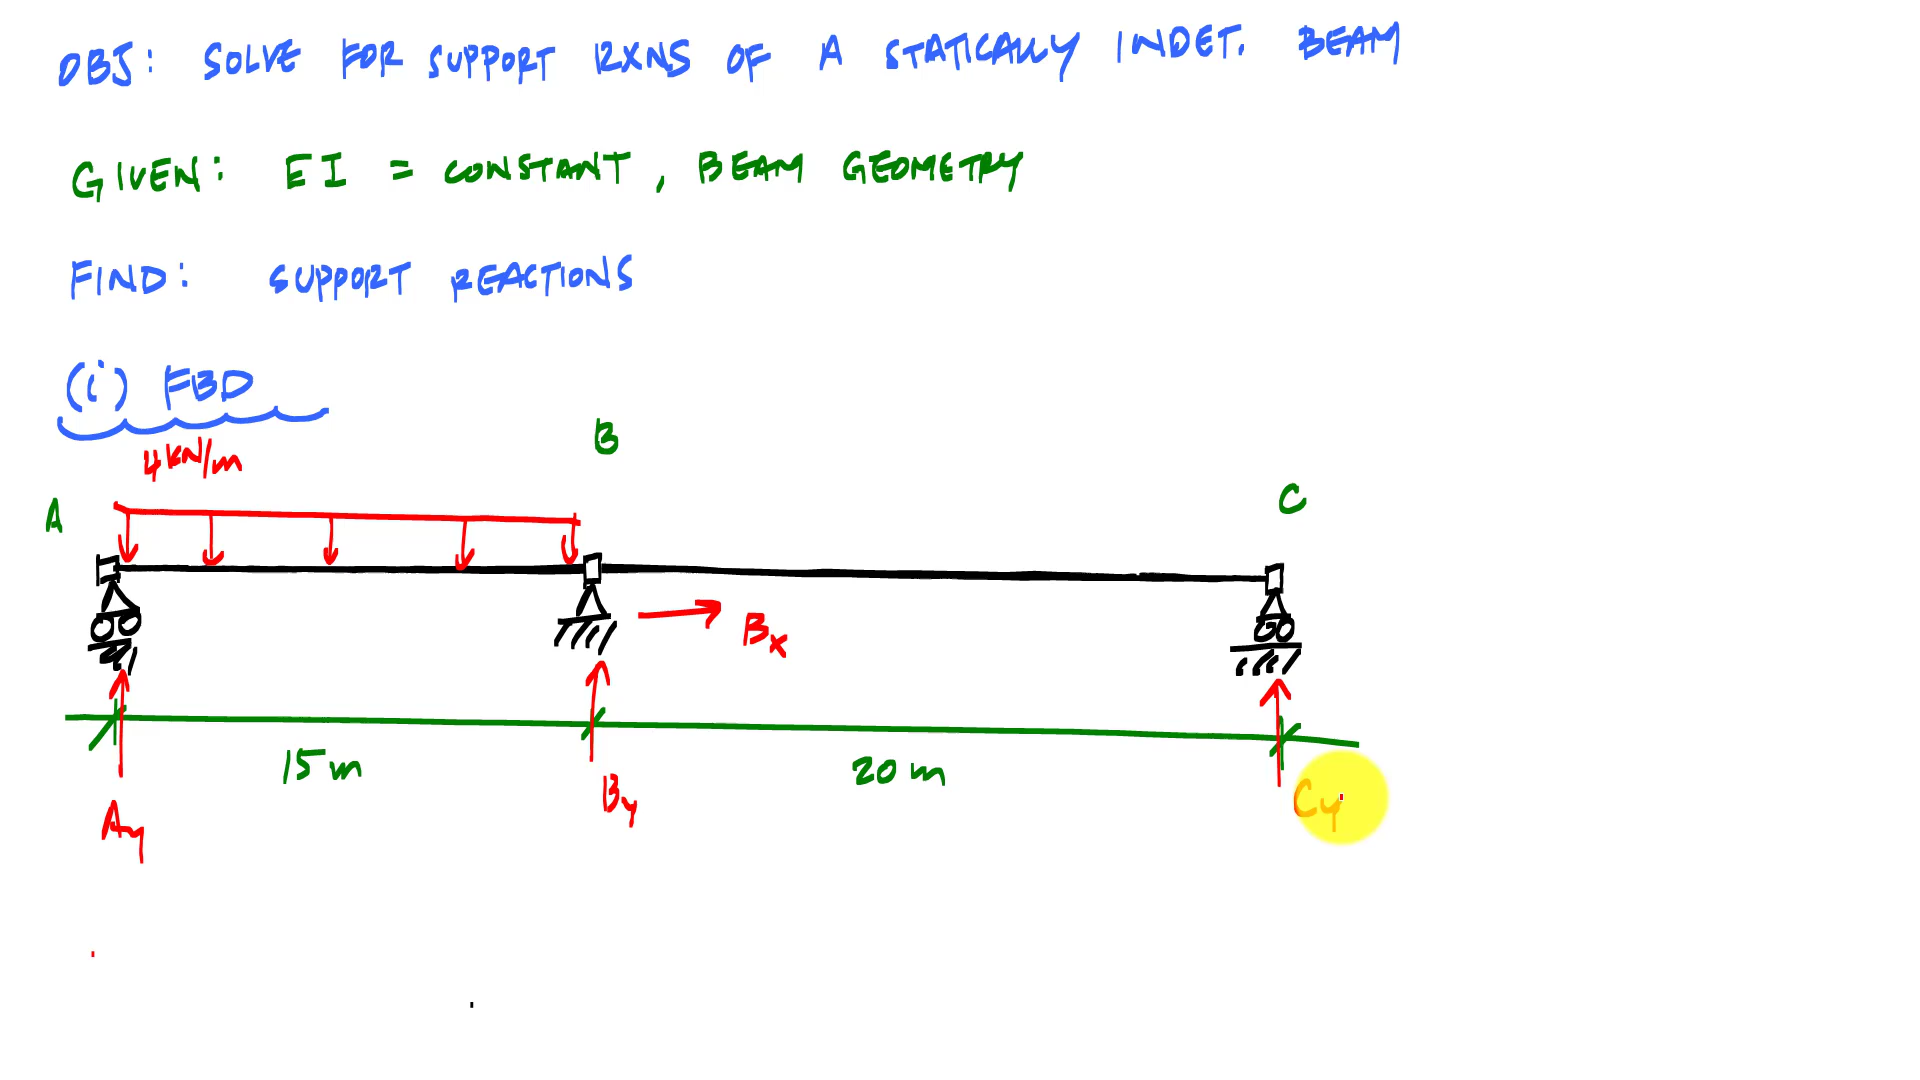 OBJ: SOLVE FOR SUPPORT RXNS OF A STATICALLY INDET. BEAM
GIVEN: EI = CONSTANT, BEAM GEOMETRY
FIND: SUPPORT REACTIONS
(i) FBD
4 kN/m
A
B
C
Bx
15 m
20 m
Ay
By
Cy